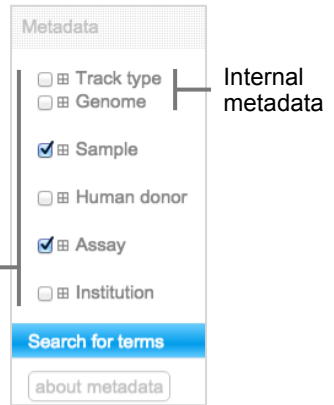 Metadata
Track type
Genome
Internal
metadata
Sample
Human donor
Assay
Institution
Search for terms
about metadata